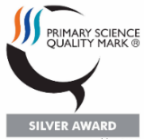 PRIMARY SCIENCE
QUALITY MARK ®
SILVER AWARD